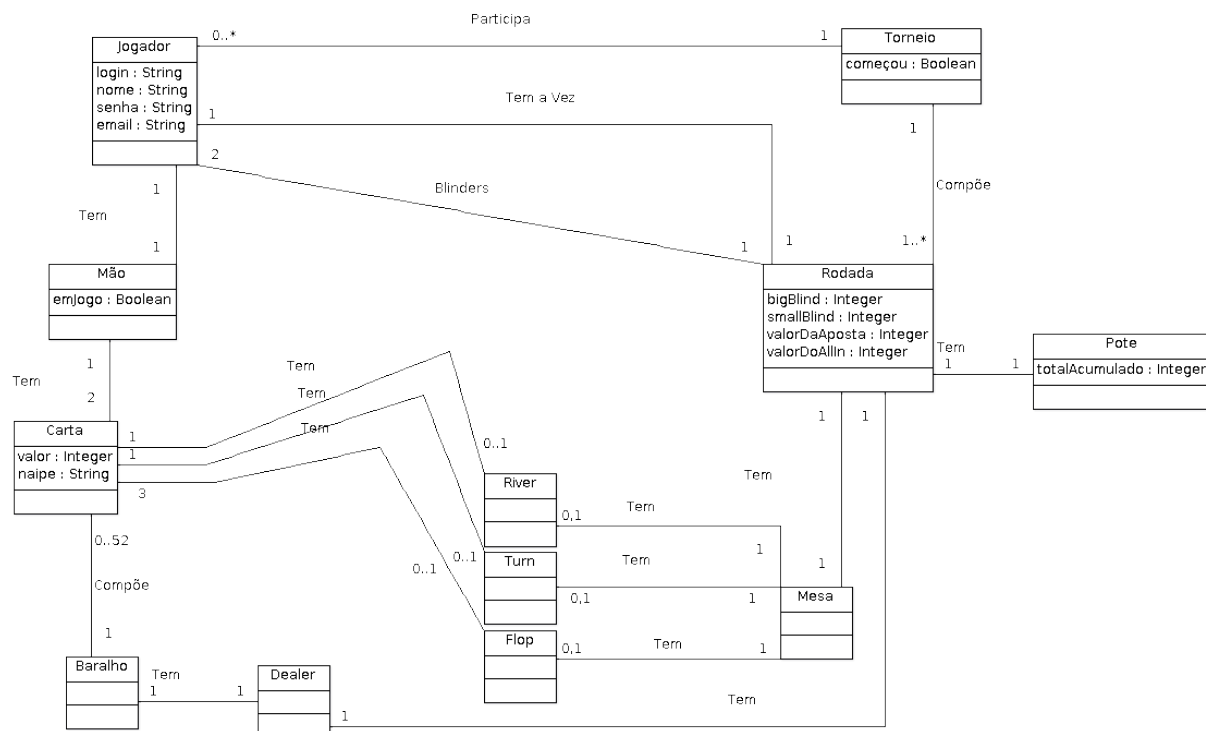 Participa
0..*
1
Jogador
login : String
nome : String
senha : String
email : String
Torneio
começou : Boolean
Tem a Vez
1
2
1
1
Blinders
Compõe
Tem
1
1
1
1..*
Mão
emJogo : Boolean
Rodada
bigBlind : Integer
smallBlind : Integer
valorDaAposta : Integer
valorDoAllIn : Integer
Tem
1
1
Pote
totalAcumulado : Integer
1
Tem
2
Tem
Tem
Tem
Carta
valor : Integer
naipe : String
1
1
3
0..1
1
1
River
Tem
0,1
Tem
1
0..52
0..1
0..1
Turn
Tem
0,1
1
1
Mesa
Compõe
1
Flop
0,1
Tem
1
Baralho
Tem
1
1
Dealer
1
Tem